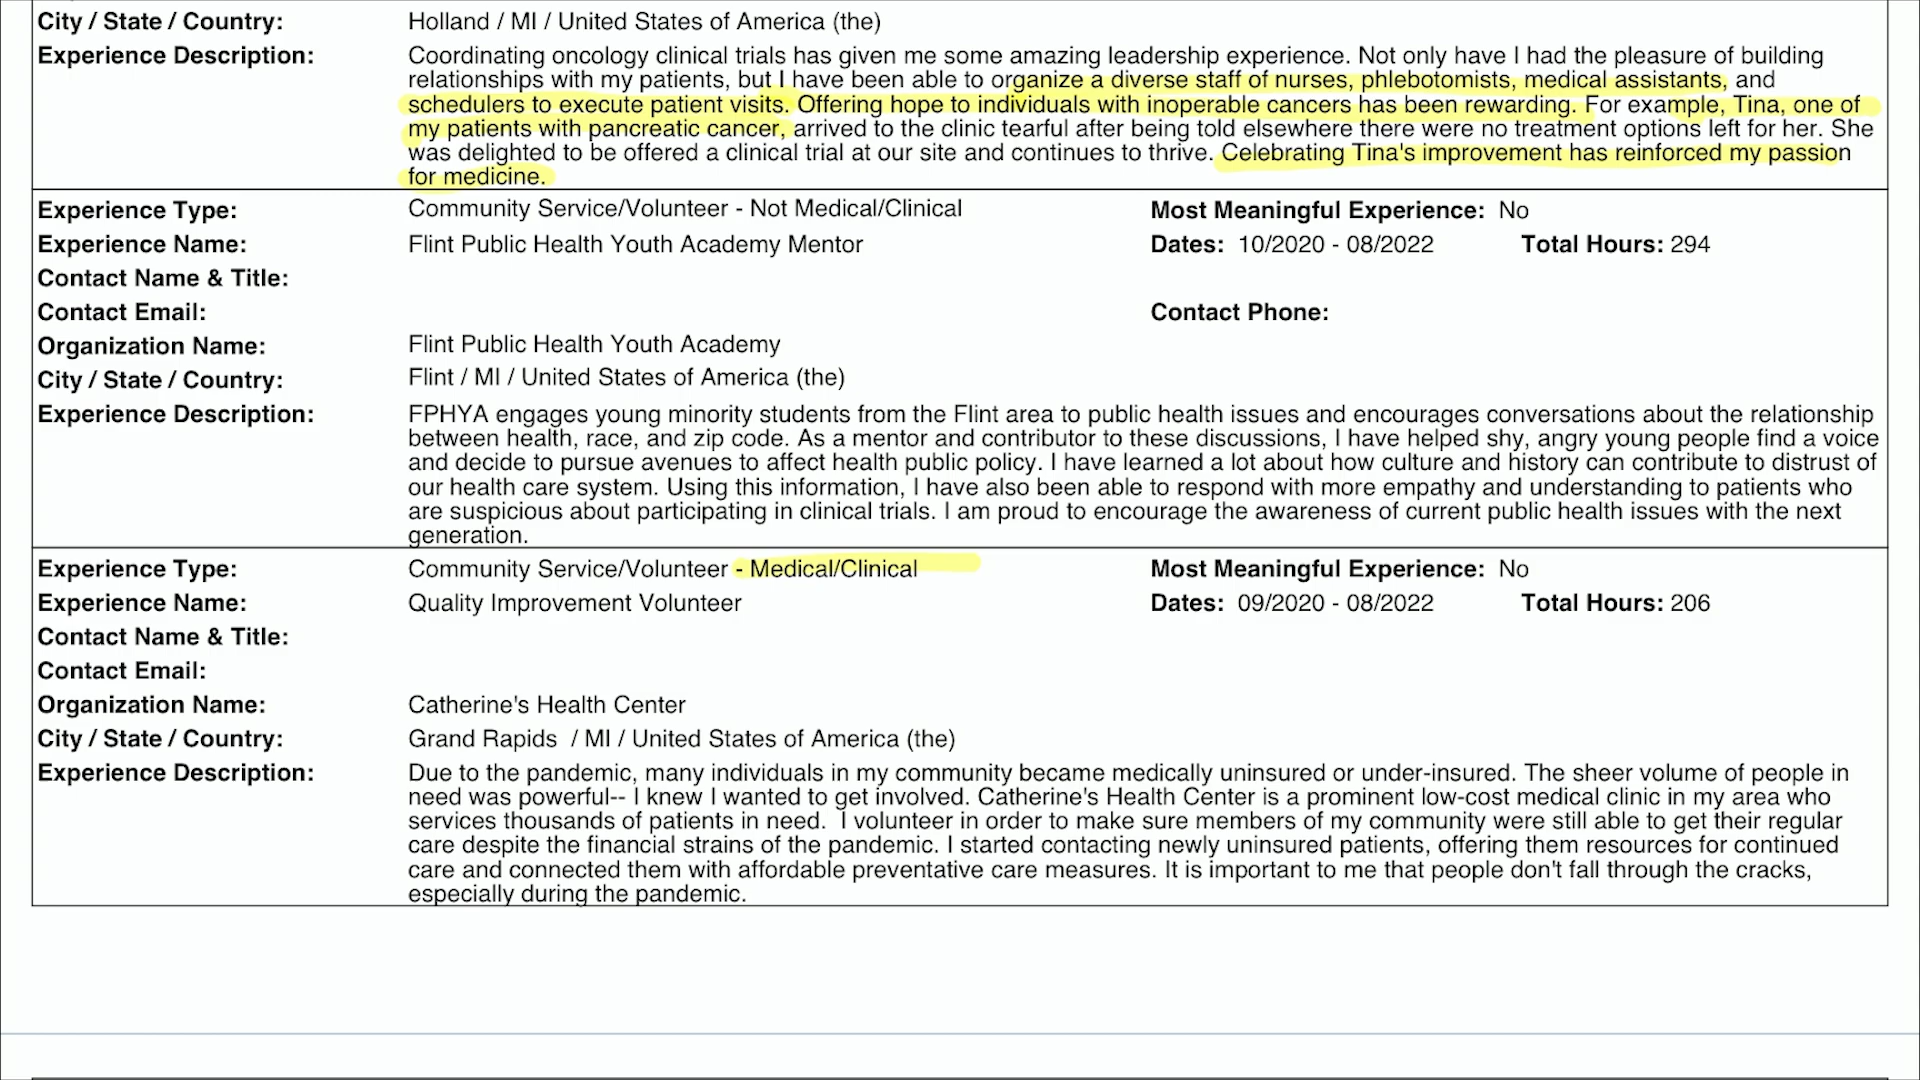 City / State / Country: Holland / MI / United States of America (the)
Experience Description: Coordinating oncology clinical trials has given me some amazing leadership experience. Not only have I had the pleasure of building
relationships with my patients, but I have been able to organize a diverse staff of nurses, phlebotomists, medical assistants, and
schedulers to execute patient visits. Offering hope to individuals with inoperable cancers has been rewarding. For example, Tina, one of
my patients with pancreatic cancer, arrived to the clinic tearful after being told elsewhere there were no treatment options left for her. She
was delighted to be offered a clinical trial at our site and continues to thrive. Celebrating Tina's improvement has reinforced my passion
for medicine.
Experience Type: Community Service/Volunteer - Not Medical/Clinical Most Meaningful Experience: No
Experience Name: Flint Public Health Youth Academy Mentor Dates: 10/2020 - 08/2022 Total Hours: 294
Contact Name & Title:
Contact Email: Contact Phone:
Organization Name: Flint Public Health Youth Academy
City / State / Country: Flint / MI / United States of America (the)
Experience Description: FPHYA engages young minority students from the Flint area to public health issues and encourages conversations about the relationship
between health, race, and zip code. As a mentor and contributor to these discussions, I have helped shy, angry young people find a voice
and decide to pursue avenues to affect health public policy. I have learned a lot about how culture and history can contribute to distrust of
our health care system. Using this information, I have also been able to respond with more empathy and understanding to patients who
are suspicious about participating in clinical trials. I am proud to encourage the awareness of current public health issues with the next
generation.
Experience Type: Community Service/Volunteer - Medical/Clinical Most Meaningful Experience: No
Experience Name: Quality Improvement Volunteer Dates: 09/2020 - 08/2022 Total Hours: 206
Contact Name & Title:
Contact Email:
Organization Name: Catherine's Health Center
City / State / Country: Grand Rapids / MI / United States of America (the)
Experience Description: Due to the pandemic, many individuals in my community became medically uninsured or under-insured. The sheer volume of people in
need was powerful-- I knew I wanted to get involved. Catherine's Health Center is a prominent low-cost medical clinic in my area who
services thousands of patients in need. I volunteer in order to make sure members of my community were still able to get their regular
care despite the financial strains of the pandemic. I started contacting newly uninsured patients, offering them resources for continued
care and connected them with affordable preventative care measures. It is important to me that people don't fall through the cracks,
especially during the pandemic.